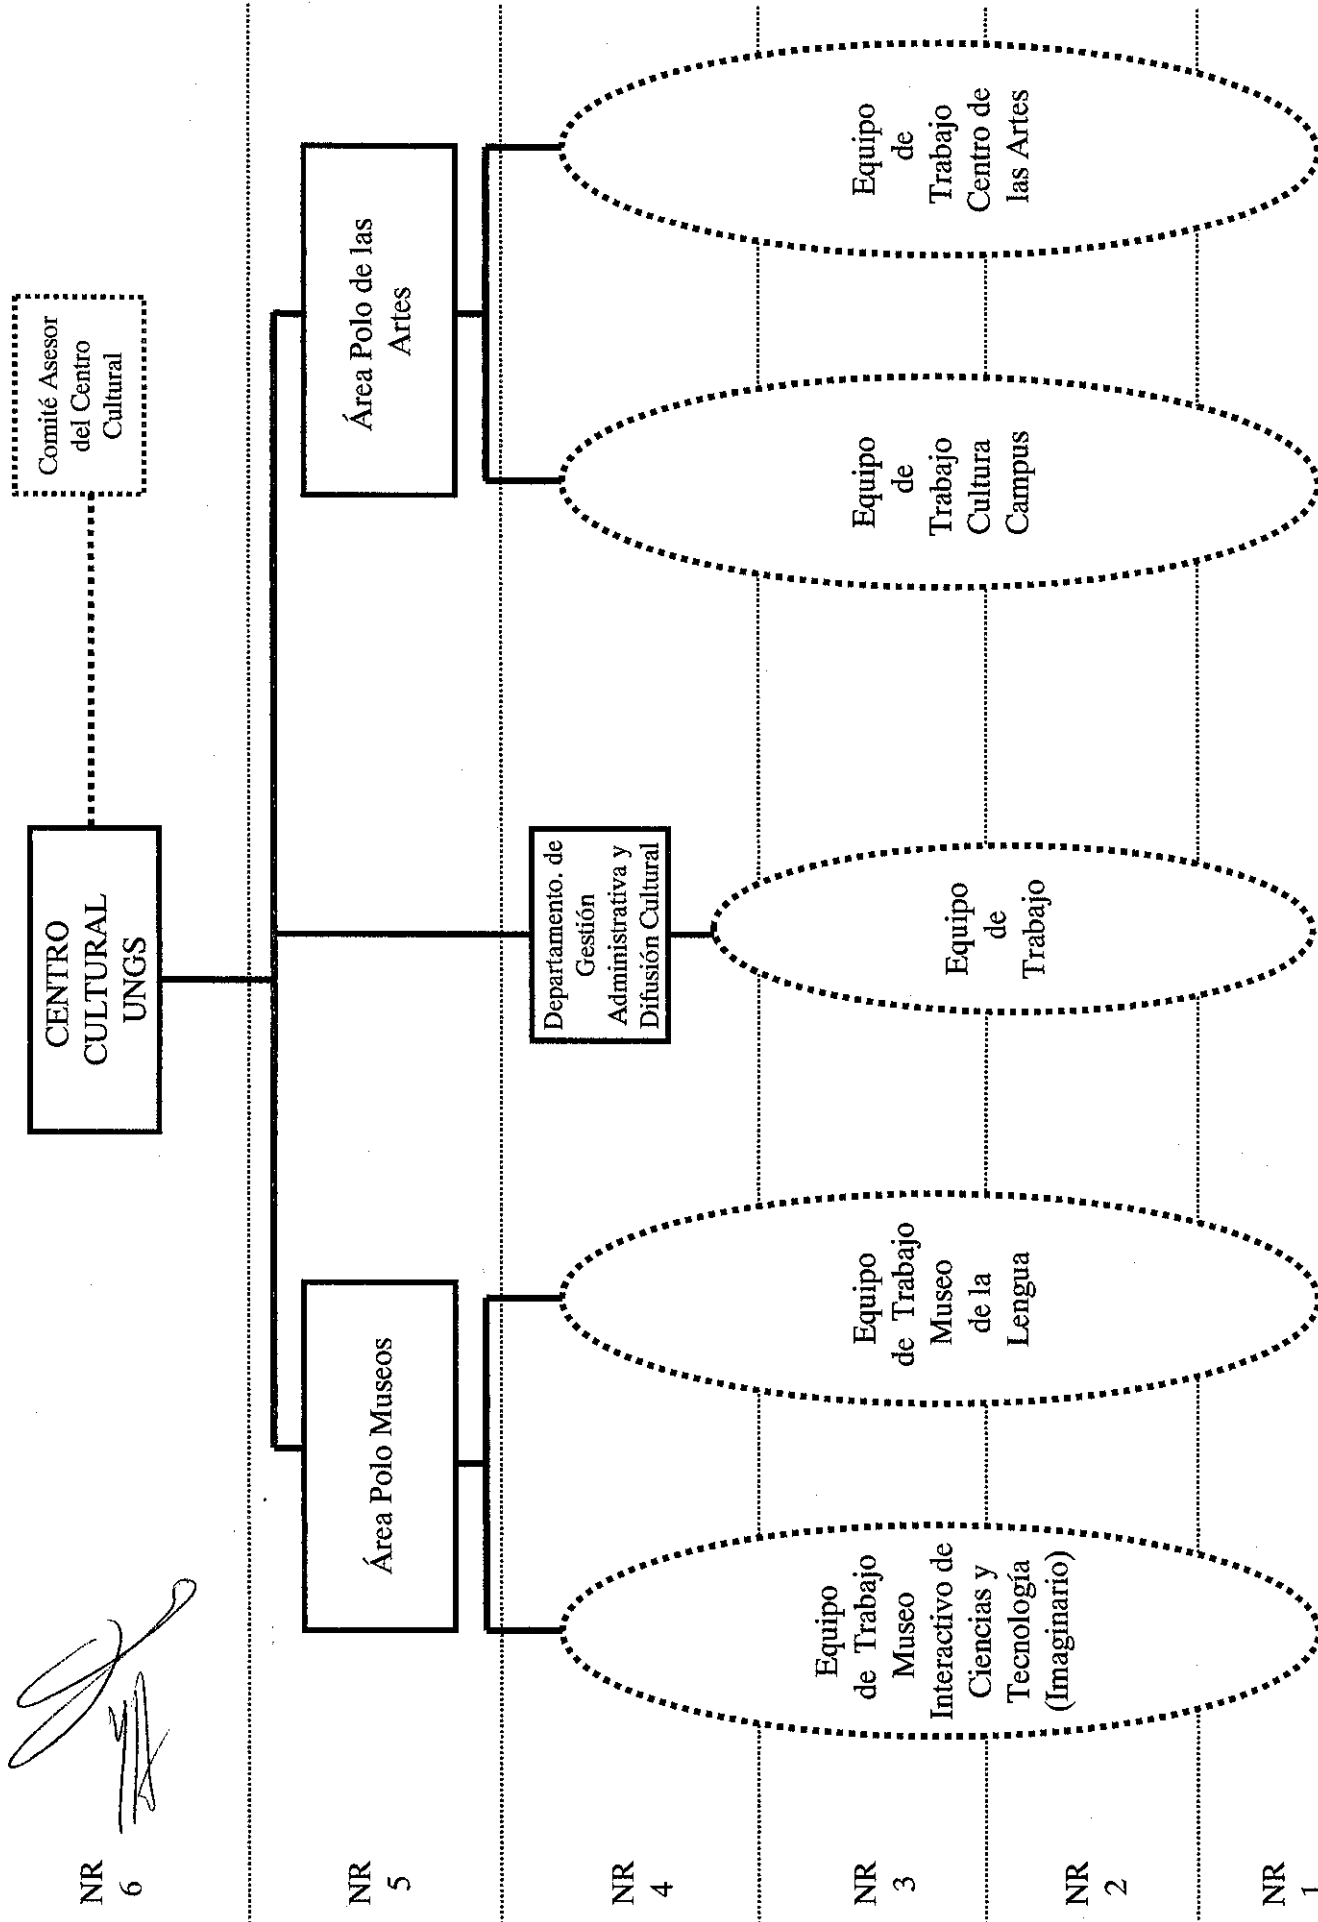 NR
6
CENTRO
CULTURAL
UNGS
Comité Asesor
del Centro
Cultural
NR
5
Área Polo Museos
Área Polo de las
Artes
NR
4
Departamento. de
Gestión
Administrativa y
Difusión Cultural
NR
3
NR
2
NR
1
Equipo
de Trabajo
Museo
Interactivo de
Ciencias y
Tecnología
(Imaginario)
Equipo
de Trabajo
Museo
de la
Lengua
Equipo
de
Trabajo
Equipo
de
Trabajo
Cultura
Campus
Equipo
de
Trabajo
Centro de
las Artes